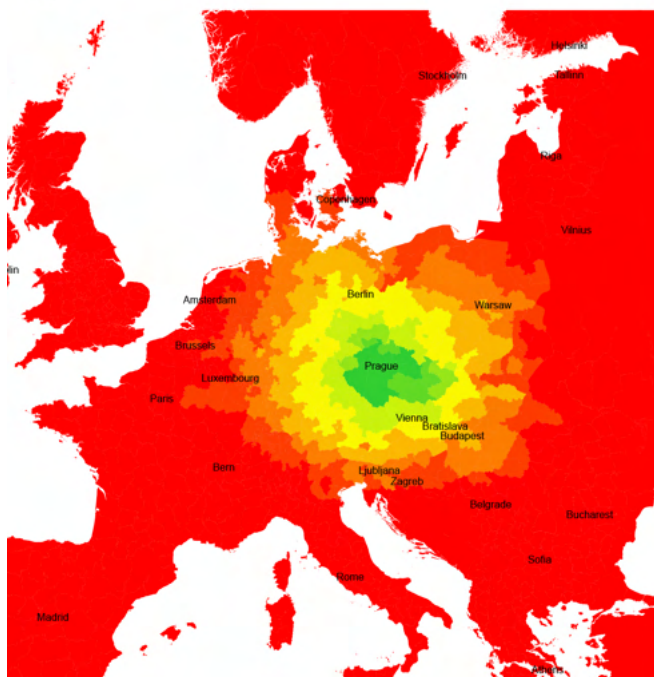 Helsinki
Stockholm
Tallinn
Riga
Copenhagen
Vilnius
lin
Berlin
Amsterdam
Warsaw
Brussels
Prague
Luxembourg
Paris
Vienna
Bratislava
Budapest
Bern
Ljubljana
Zagreb
Belgrade
Bucharest
Sofia
Rome
Madrid
Athens